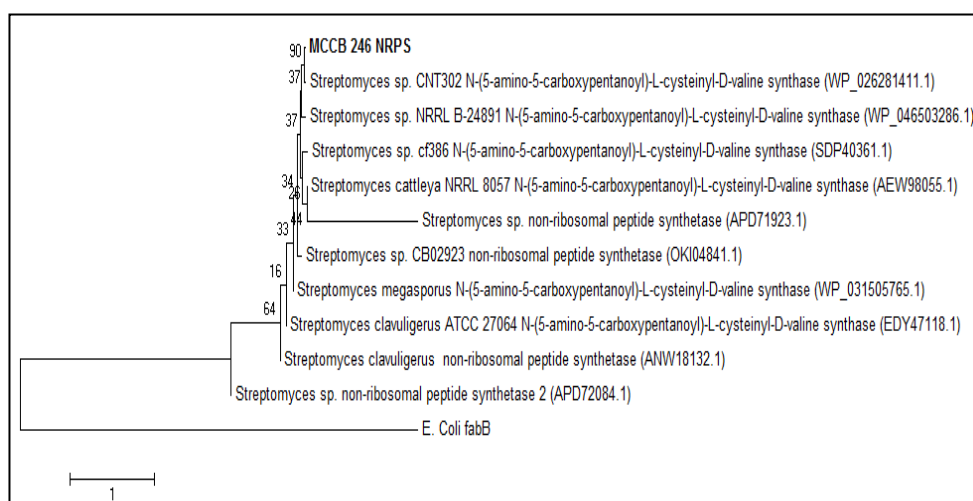 90
MCCB 246 NRPS
37
Streptomyces sp. CNT302 N-(5-amino-5-carboxypentanoyl)-L-cysteinyl-D-valine synthase (WP_026281411.1)
37
Streptomyces sp. NRRL B-24891 N-(5-amino-5-carboxypentanoyl)-L-cysteinyl-D-valine synthase (WP_046503286.1)
Streptomyces sp. cf386 N-(5-amino-5-carboxypentanoyl)-L-cysteinyl-D-valine synthase (SDP40361.1)
34
Streptomyces cattleya NRRL 8057 N-(5-amino-5-carboxypentanoyl)-L-cysteinyl-D-valine synthase (AEW98055.1)
26
44
Streptomyces sp. non-ribosomal peptide synthetase (APD71923.1)
33
Streptomyces sp. CB02923 non-ribosomal peptide synthetase (OKI04841.1)
16
Streptomyces megasporus N-(5-amino-5-carboxypentanoyl)-L-cysteinyl-D-valine synthase (WP_031505765.1)
64
Streptomyces clavuligerus ATCC 27064 N-(5-amino-5-carboxypentanoyl)-L-cysteinyl-D-valine synthase (EDY47118.1)
Streptomyces clavuligerus non-ribosomal peptide synthetase (ANW18132.1)
Streptomyces sp. non-ribosomal peptide synthetase 2 (APD72084.1)
E. Coli fabB
1